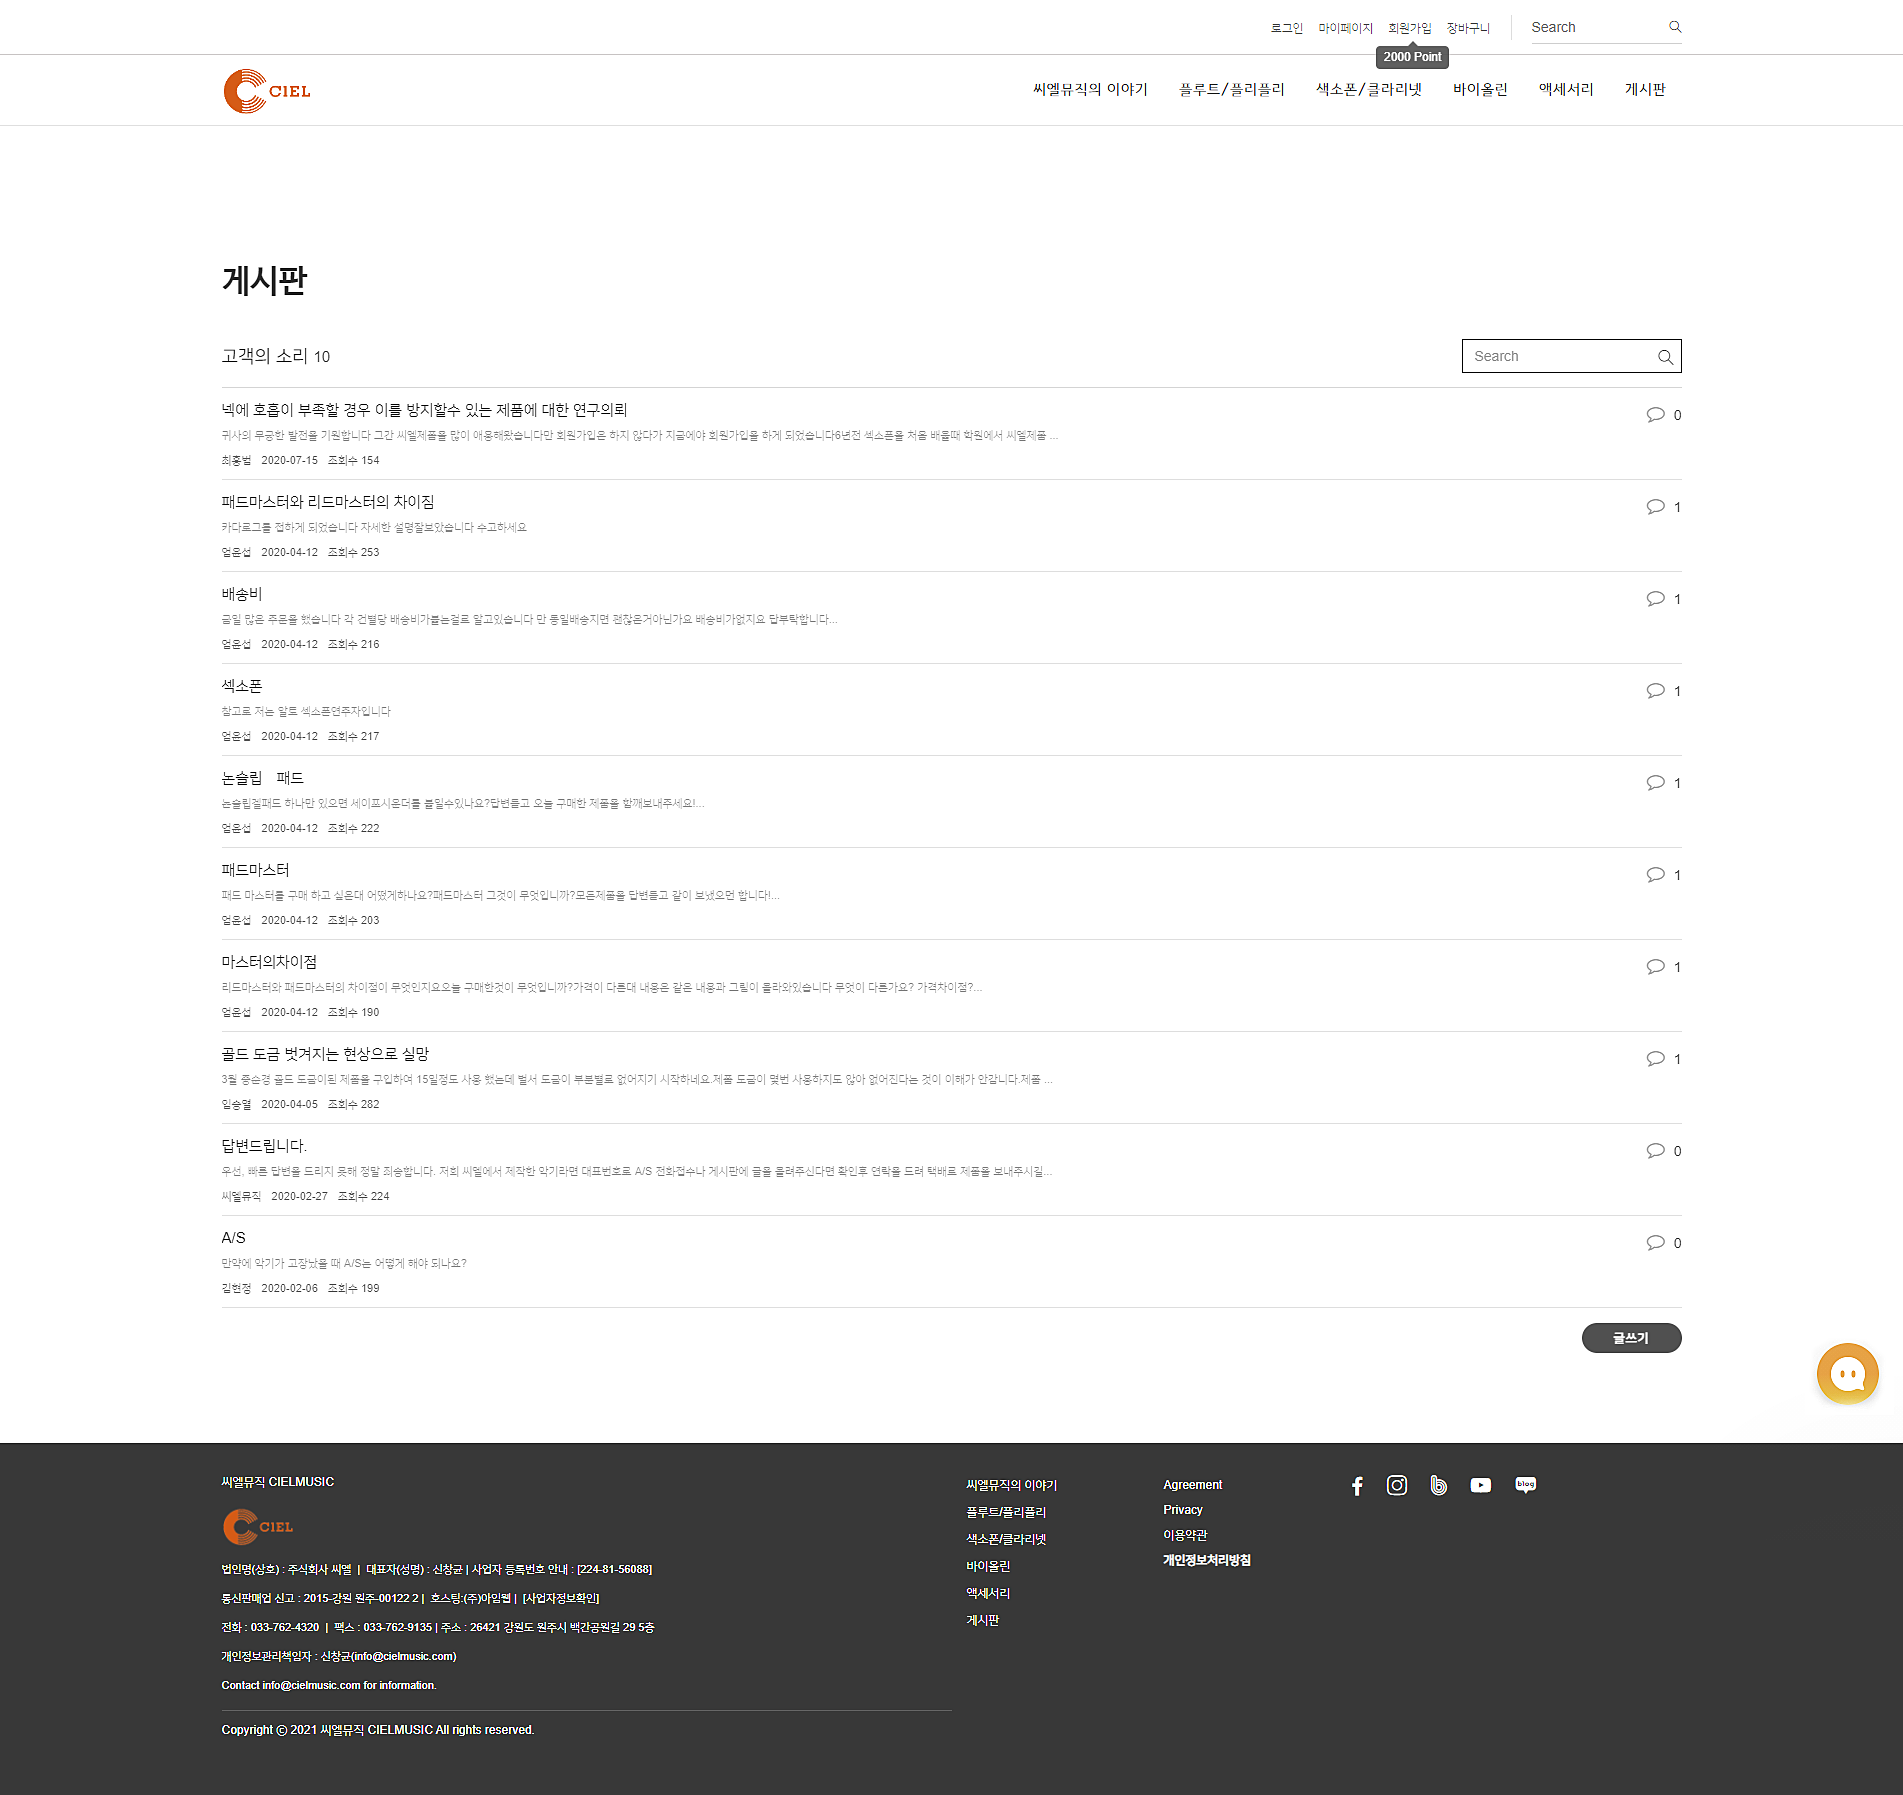 로그인 마이페이지 회원가입 장바구니 Search
2000 Point
CIEL 씨엘뮤직의 이야기 플루트/플리플리 색소폰/클라리넷 바이올린 액세서리 게시판
게시판
고객의 소리 10 Search
넥에 호흡이 부족할 경우 이를 방지할수 있는 제품에 대한 연구의뢰 0
귀사의 무궁한 발전을 기원합니다 그간 씨엘제품을 많이 애용해왔습니다만 회원가입은 하지 않다가 지금에야 회원가입을 하게 되었습니다6년전 섹소폰을 처음 배울때 학원에서 씨엘제품 ...
최홍범 2020-07-15 조회수 154
패드마스터와 리드마스터의 차이짐 1
카다로그를 접하게 되었습니다 자세한 설명잘보았습니다 수고하세요
엄윤섭 2020-04-12 조회수 253
배송비 1
금일 많은 주문을 했습니다 각 건별당 배송비가붙는걸로 알고있습니다 만 동일배송지면 괜찮은거아닌가요 배송비가없지요 답부탁합니다...
엄윤섭 2020-04-12 조회수 216
섹소폰 1
참고로 저는 알토 섹소폰연주자입니다
엄윤섭 2020-04-12 조회수 217
논슬립 패드 1
논슬립젤패드 하나만 있으면 세이프시온더를 붙일수있나요?답변듣고 오늘 구매한 제품을 함깨보내주세요!...
엄윤섭 2020-04-12 조회수 222
패드마스터 1
패드 마스터를 구매 하고 싶은대 어떻게하나요?패드마스터 그것이 무엇입니까?모든제품을 답변듣고 같이 보냈으면 합니다!...
엄윤섭 2020-04-12 조회수 203
마스터의차이점 1
리드마스터와 패드마스터의 차이점이 무엇인지요오늘 구매한것이 무엇입니까?가격이 다른대 내용은 같은 내용과 그림이 올라와있습니다 무엇이 다른가요? 가격차이점?...
엄윤섭 2020-04-12 조회수 190
골드 도금 벗겨지는 현상으로 실망 1
3월 중순경 골드 도금이된 제품을 구입하여 15일정도 사용 했는데 벌서 도금이 부분별로 없어지기 시작하네요.제품 도금이 몇번 사용하지도 않아 없어진다는 것이 이해가 안갑니다.제품 ...
임승열 2020-04-05 조회수 282
답변드립니다. 0
우선, 빠른 답변을 드리지 못해 정말 죄송합니다. 저희 씨엘에서 제작한 악기라면 대표번호로 A/S 전화접수나 게시판에 글을 올려주신다면 확인후 연락을 드려 택배로 제품을 보내주시길...
씨엘뮤직 2020-02-27 조회수 224
A/S 0
만약에 악기가 고장났을 때 A/S는 어떻게 해야 되나요?
김현정 2020-02-06 조회수 199
글쓰기
씨엘뮤직 CIELMUSIC
CIEL
법인명(상호) : 주식회사 씨엘 | 대표자(성명) : 신창균 | 사업자 등록번호 안내 : [224-81-56088]
통신판매업 신고 : 2015-강원 원주-00122 2 | 호스팅:(주)아임웹 | [사업자정보확인]
전화 : 033-762-4320 | 팩스 : 033-762-9135 | 주소 : 26421 강원도 원주시 백간공원길 29 5층
개인정보관리책임자 : 신창균(info@cielmusic.com)
Contact info@cielmusic.com for information.
Copyright ⓒ 2021 씨엘뮤직 CIELMUSIC All rights reserved.
씨엘뮤직의 이야기
플루트/플리플리
색소폰/클라리넷
바이올린
액세서리
게시판
Agreement
Privacy
이용약관
개인정보처리방침
blog